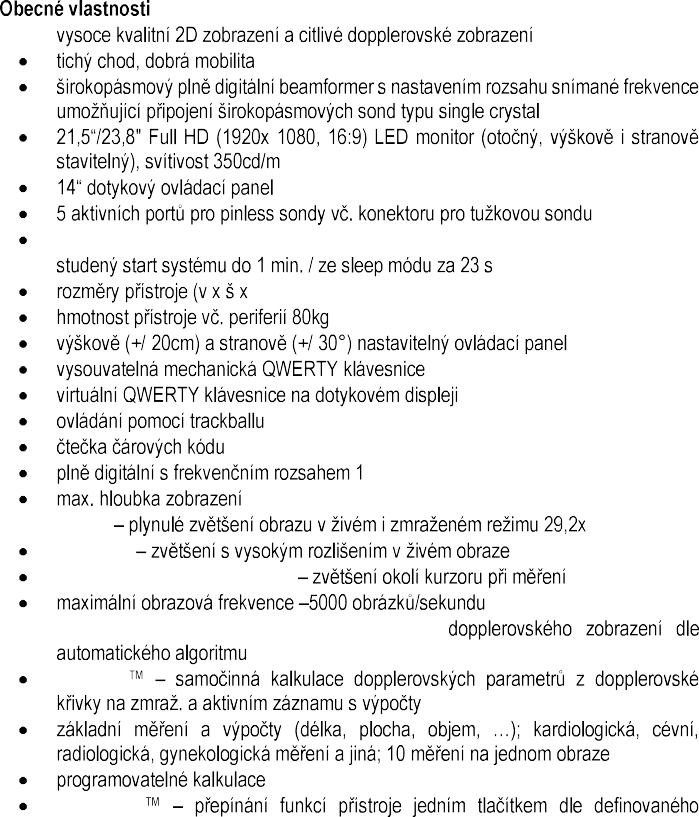 Obecné vlastnosti
vysoce kvalitní 2D zobrazení a citlivé dopplerovské zobrazení
• tichý chod, dobrá mobilita
• širokopásmový plně digitální beamformer s nastavením rozsahu snímané frekvence
umožňující připojení širokopásmových sond typu single crystal
• 21,5“/23,8" Full HD (1920x 1080, 16:9) LED monitor (otočný, výškově i stranově
stavitelný), svítivost 350cd/m
• 14“ dotykový ovládací panel
• 5 aktivních portů pro pinless sondy vč. konektoru pro tužkovou sondu
•
studený start systému do 1 min. / ze sleep módu za 23 s
• rozměry přístroje (v x š x
• hmotnost přístroje vč. periferií 80kg
• výškově (+/ 20cm) a stranově (+/ 30°) nastavitelný ovládací panel
• vysouvatelná mechanická QWERTY klávesnice
• virtuální QWERTY klávesnice na dotykovém displeji
• ovládání pomocí trackballu
• čtečka čárových kódu
• plně digitální s frekvenčním rozsahem 1
• max. hloubka zobrazení
– plynulé zvětšení obrazu v živém i zmraženém režimu 29,2x
• – zvětšení s vysokým rozlišením v živém obraze
• – zvětšení okolí kurzoru při měření
• maximální obrazová frekvence –5000 obrázků/sekundu
dopplerovského zobrazení dle
automatického algoritmu
• ™ – samočinná kalkulace dopplerovských parametrů z dopplerovské
křivky na zmraž. a aktivním záznamu s výpočty
• základní měření a výpočty (délka, plocha, objem, …); kardiologická, cévní,
radiologická, gynekologická měření a jiná; 10 měření na jednom obraze
• programovatelné kalkulace
• ™ – přepínání funkcí přístroje jedním tlačítkem dle definovaného